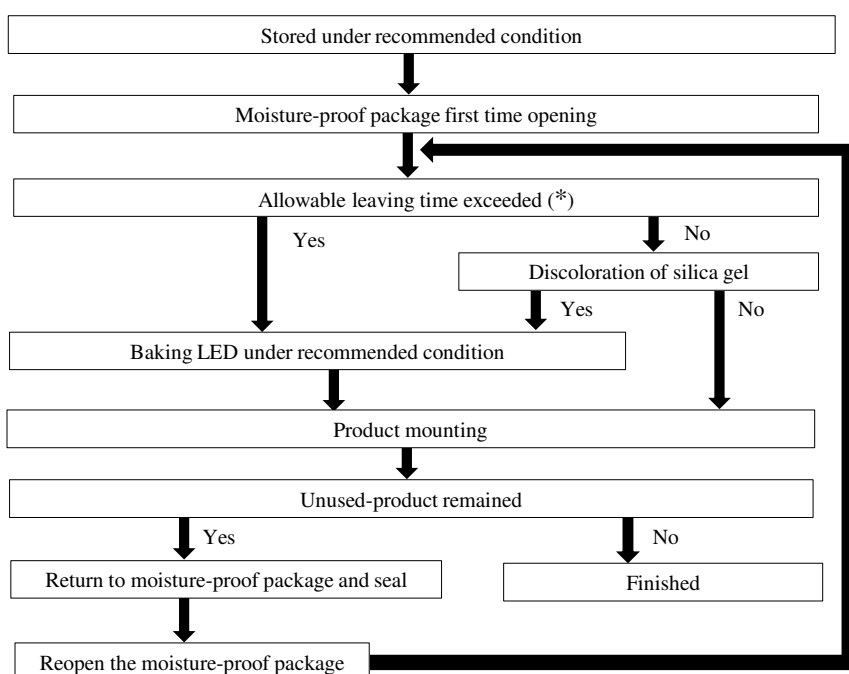 Stored under recommended condition
Moisture-proof package first time opening
Allowable leaving time exceeded (*)
Yes
No
Discoloration of silica gel
Yes
No
Baking LED under recommended condition
Product mounting
Unused-product remained
Yes
No
Return to moisture-proof package and seal
Finished
Reopen the moisture-proof package